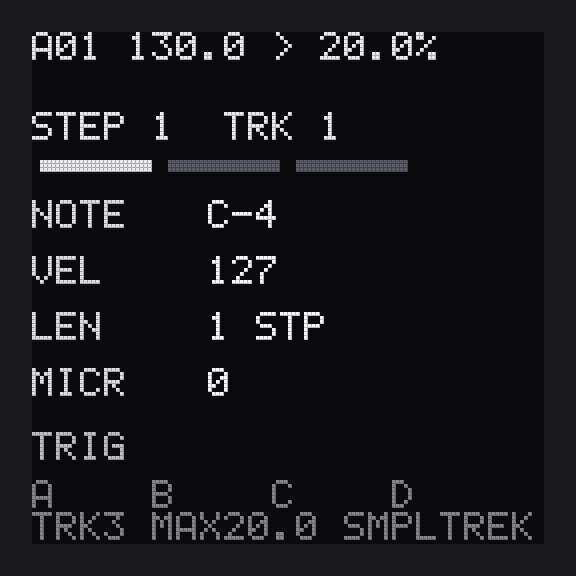 A01 130.0 > 20.0%
STEP 1 TRK 1
NOTE C-4
VEL 127
LEN 1 STP
MICR 0
TRIG
A B C D
TRK3 MAX20.0 SMPLTREK